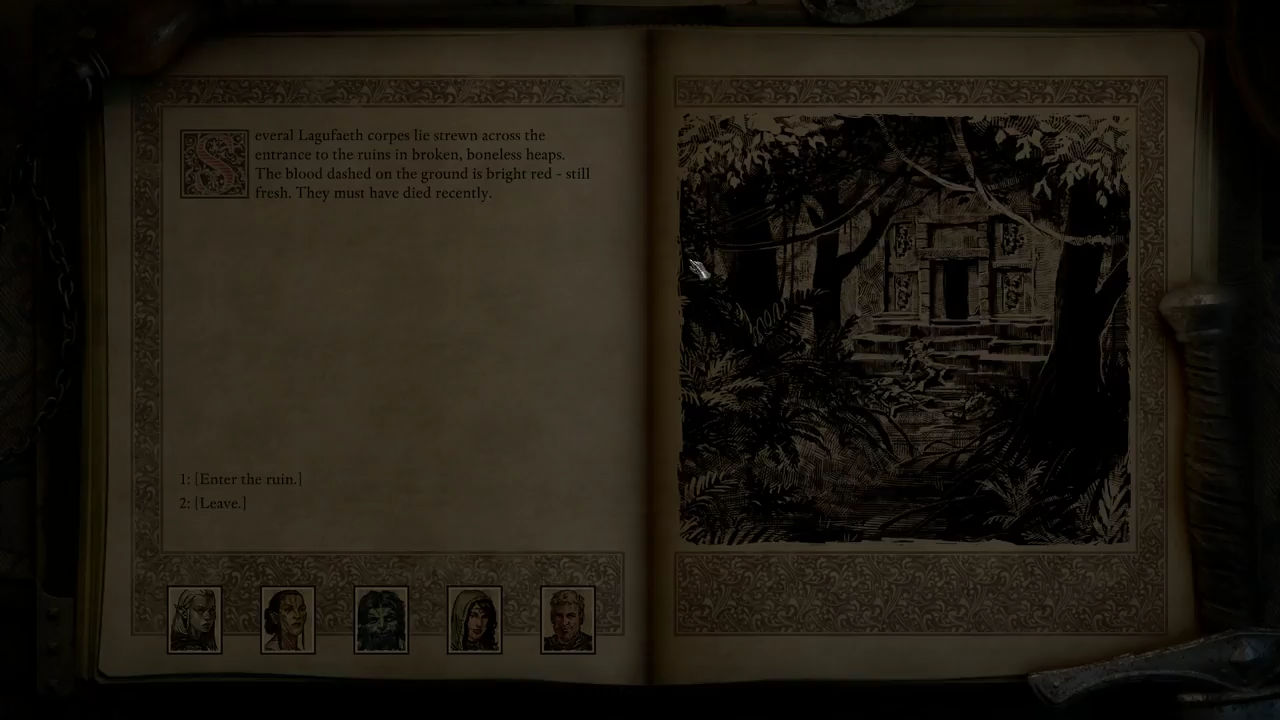 Several Lagufaeth corpes lie strewn across the
entrance to the ruins in broken, boneless heaps.
The blood dashed on the ground is bright red - still
fresh. They must have died recently.
1: [Enter the ruin.]
2: [Leave.]